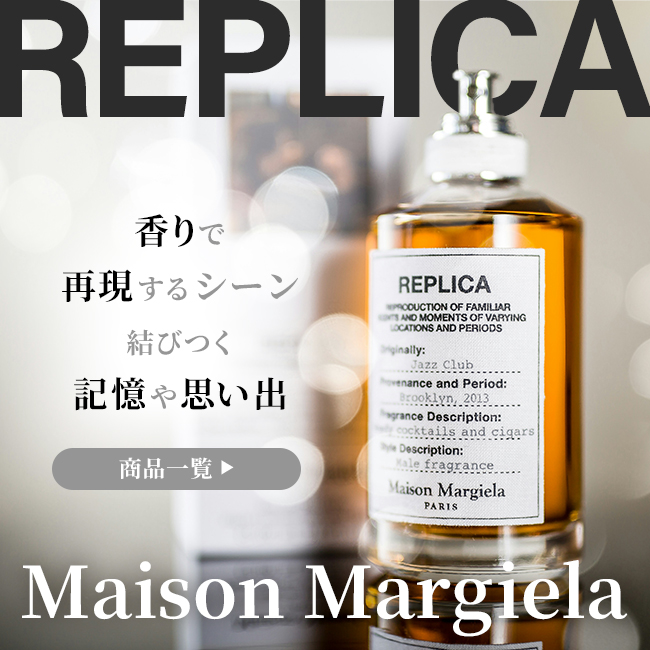 REPLICA
香りで
再現するシーン
結びつく
記憶や思い出
商品一覧▶
REPLICA
REPRODUCTION OF FAMILIAR
SCENTS AND MOMENTS OF VARYING
LOCATIONS AND PERIODS
Originally:
Jazz Club
Provenance and Period:
Brooklyn, 2013
Fragrance Description:
Heady cocktails and cigars
Style Description:
Male fragrance
Maison Margiela
PARIS
Maison Margiela